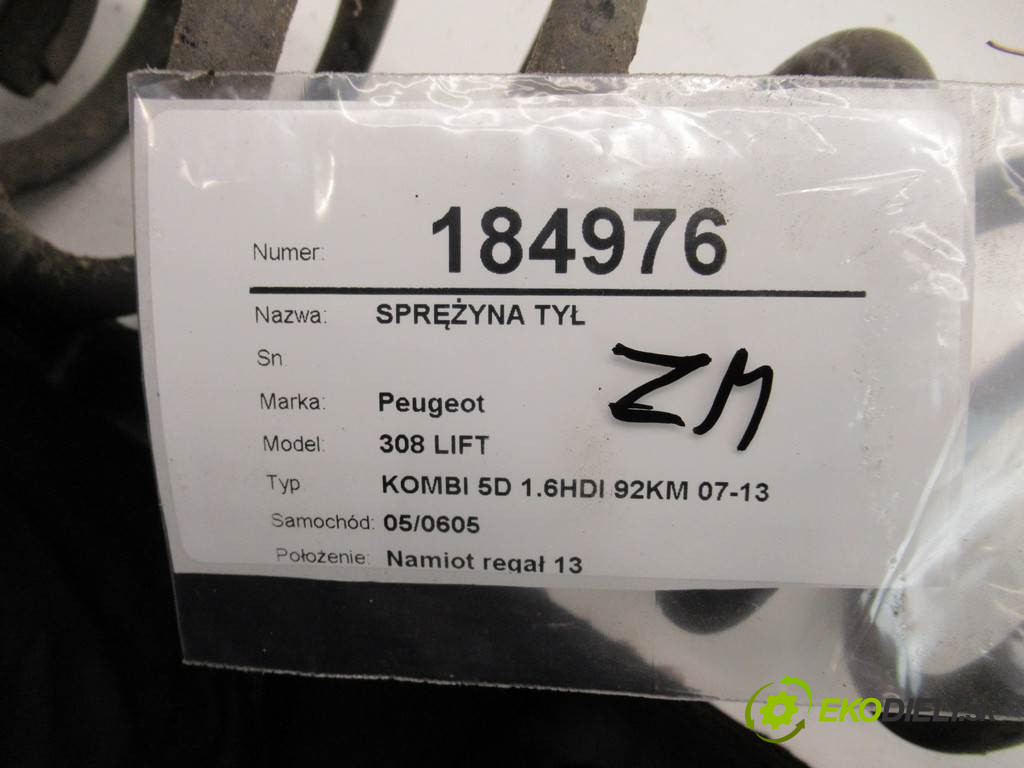 Numer: 184976
Nazwa: SPRĘŻYNA TYŁ
Sn
ZM
Marka: Peugeot
Model: 308 LIFT
Typ KOMBI 5D 1.6HDI 92KM 07-13
Samochód: 05/0605
Położenie: Namiot regał 13
EKODIELY.SK